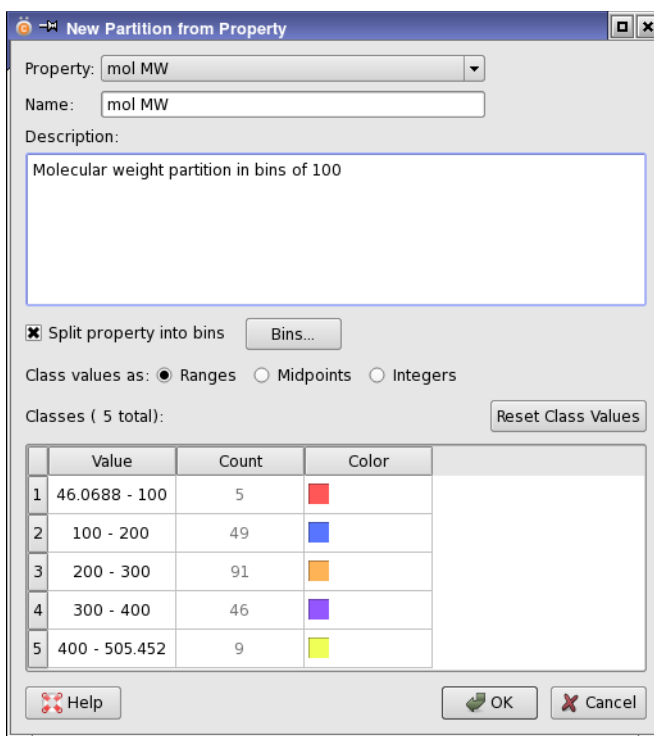 New Partition from Property
Property: mol MW
Name: mol MW
Description:
Molecular weight partition in bins of 100
Split property into bins Bins...
Class values as: Ranges Midpoints Integers
Classes ( 5 total): Reset Class Values
Value Count Color
1 46.0688 - 100 5
2 100 - 200 49
3 200 - 300 91
4 300 - 400 46
5 400 - 505.452 9
Help OK Cancel